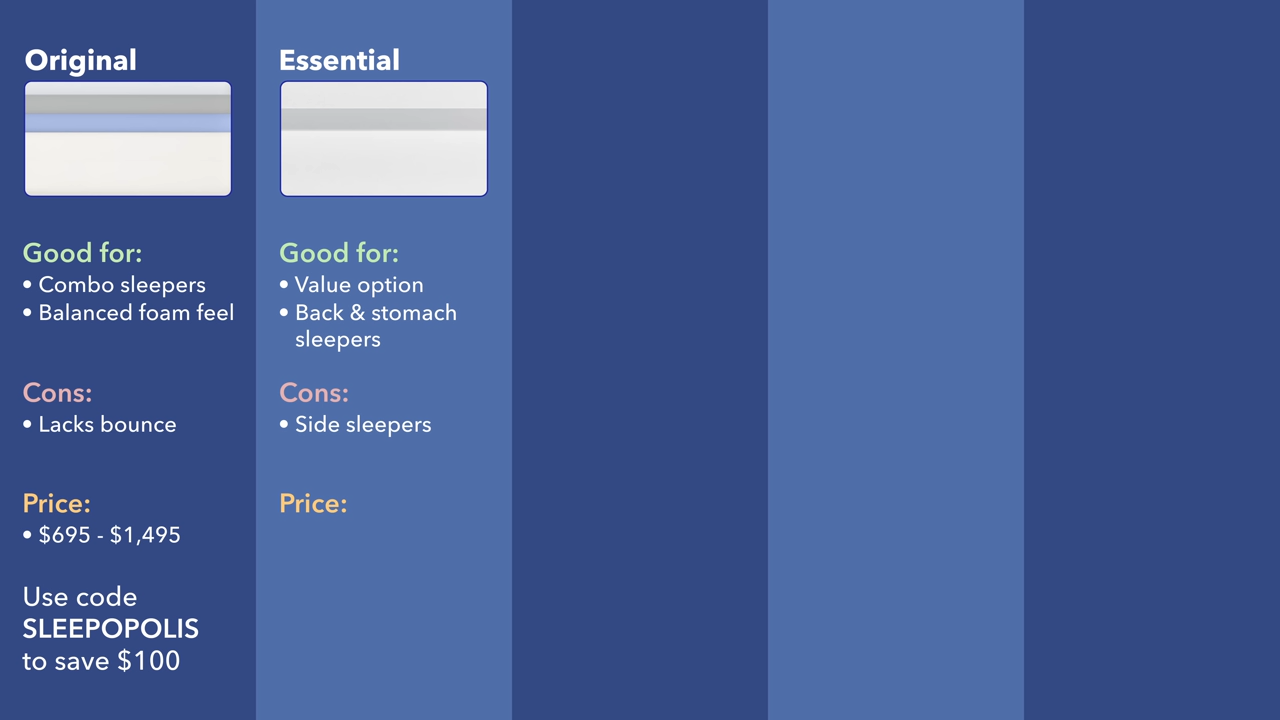 Original
Good for:
• Combo sleepers
• Balanced foam feel
Cons:
• Lacks bounce
Price:
• $695 - $1,495
Use code
SLEEPOPOLIS
to save $100
Essential
Good for:
• Value option
• Back & stomach
sleepers
Cons:
• Side sleepers
Price: